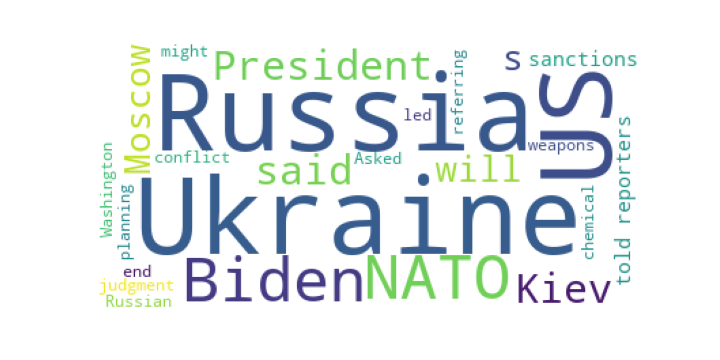 might
President
s
sanctions
Moscow
Russia
US
referring
led
conflict
Asked
weapons
said
will
Washington
planning
Ukraine
chemical
told reporters
end
Biden
NATO
Kiev
judgment
Russian